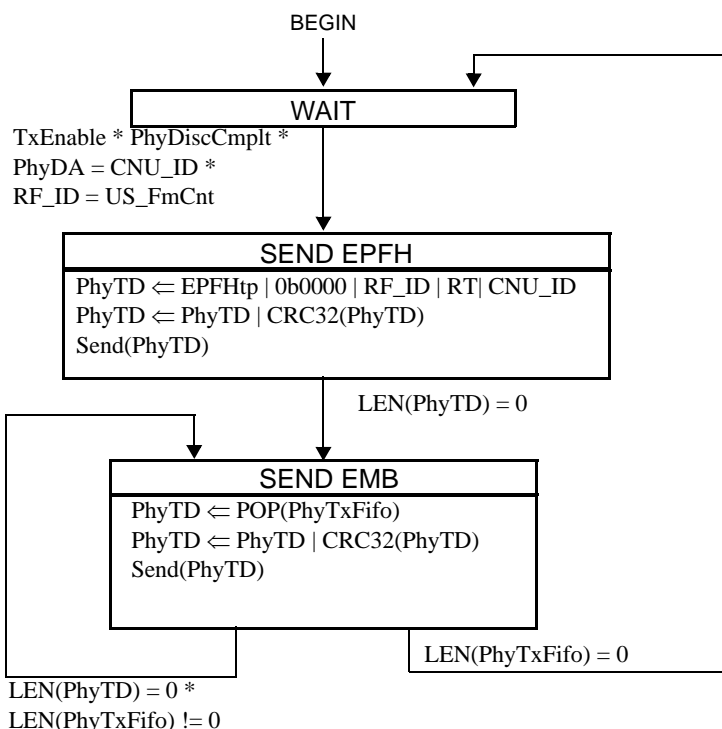 BEGIN
WAIT
TxEnable * PhyDiscCmplt *
PhyDA = CNU_ID *
RF_ID = US_FmCnt
SEND EPFH
PhyTD ⇐ EPFHtp | 0b0000 | RF_ID | RT| CNU_ID
PhyTD ⇐ PhyTD | CRC32(PhyTD)
Send(PhyTD)
LEN(PhyTD) = 0
SEND EMB
PhyTD ⇐ POP(PhyTxFifo)
PhyTD ⇐ PhyTD | CRC32(PhyTD)
Send(PhyTD)
LEN(PhyTxFifo) = 0
LEN(PhyTD) = 0 *
LEN(PhyTxFifo) != 0